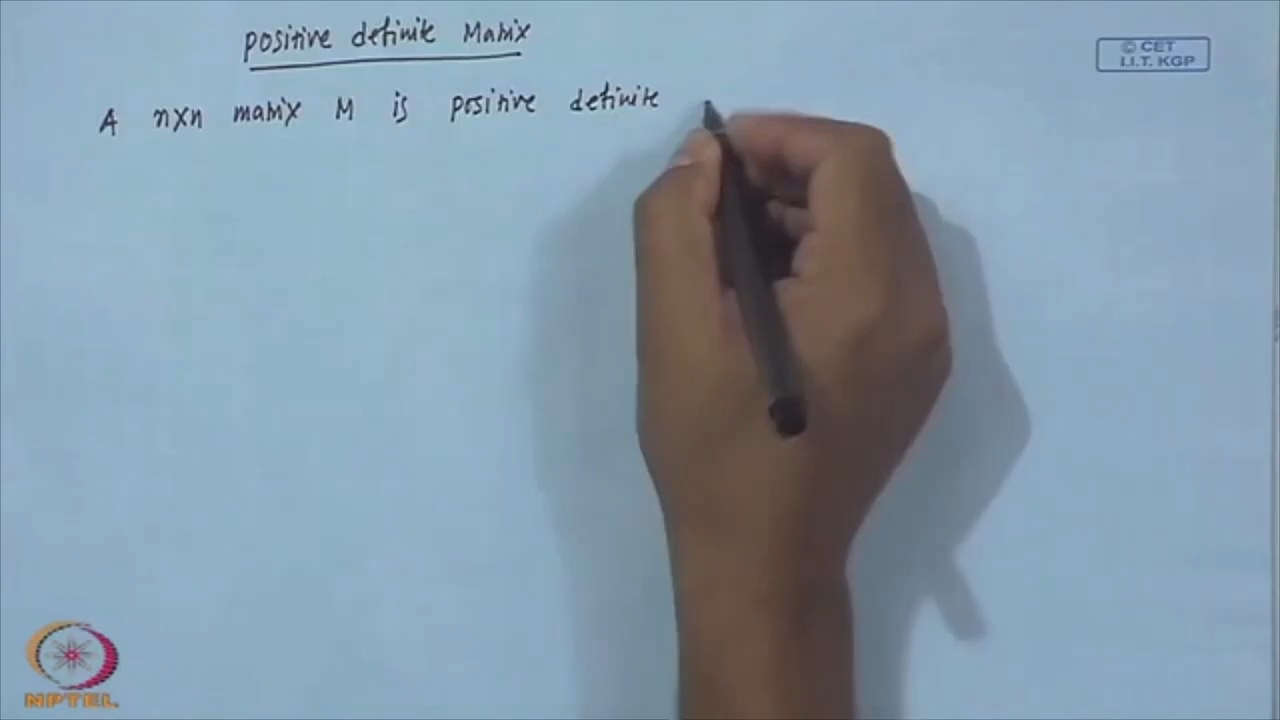 positive definite Matrix
© CET
I.I.T. KGP
A nxn matrix M is positive definite
NPTEL